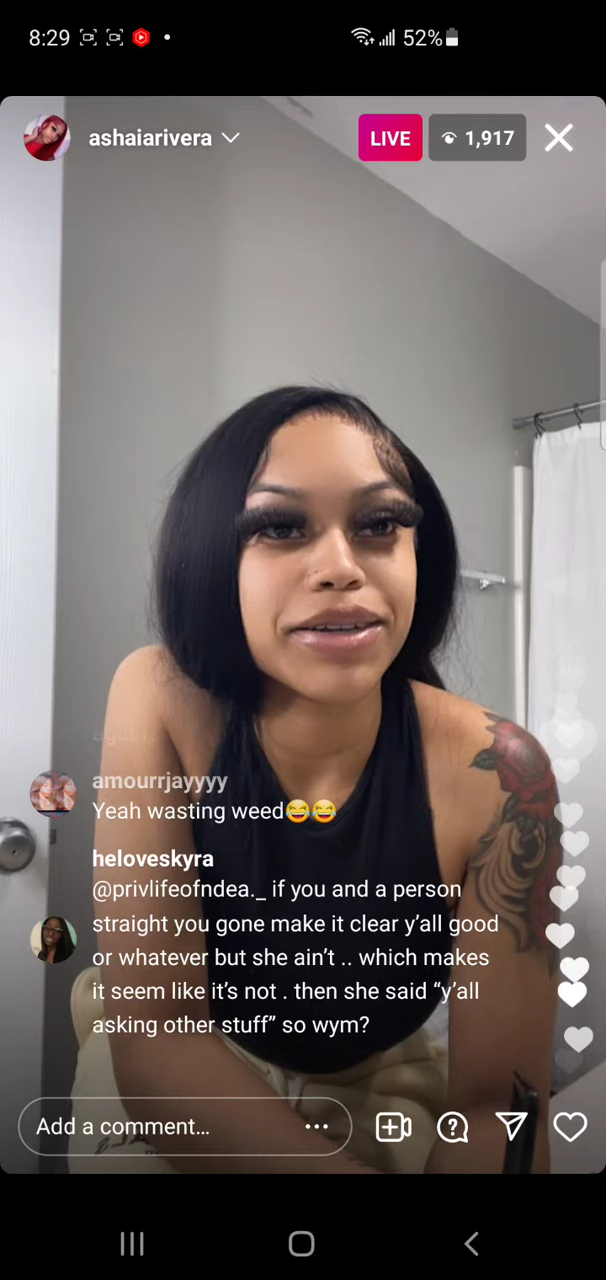 8:29
52%
ashaiarivera
LIVE
1,917
again.
amourrjayyyy
Yeah wasting weed😂😂
heloveskyra
@privlifeofndea._ if you and a person
straight you gone make it clear y'all good
or whatever but she ain't .. which makes
it seem like it's not . then she said “y'all
asking other stuff” so wym?
Add a comment...